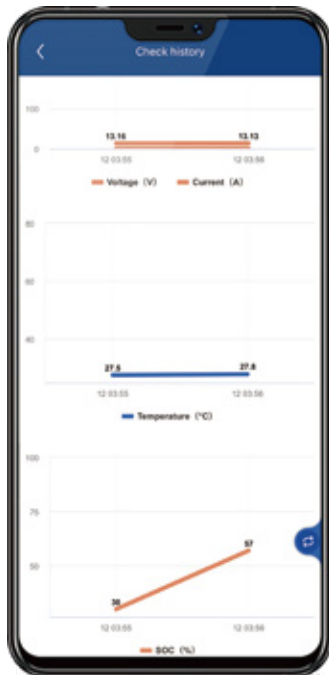 Check history
100
13.16 13.13
0
12 03:55 12 03:56
Voltage (V) Current (A)
80
60
40
27.5 27.8
12 03:55 12 03:56
Temperature (°C)
100
75
57
50
30
12 03:55 12 03:56
SOC (%)